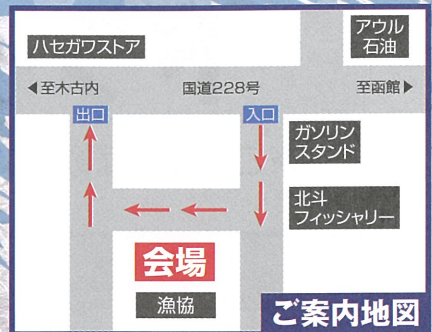 アウル
石油
ハセガワストア
◀至木古内
国道228号
至函館▶
出口
入口
ガソリン
スタンド
北斗
フィッシャリー
会場
漁協
ご案内地図